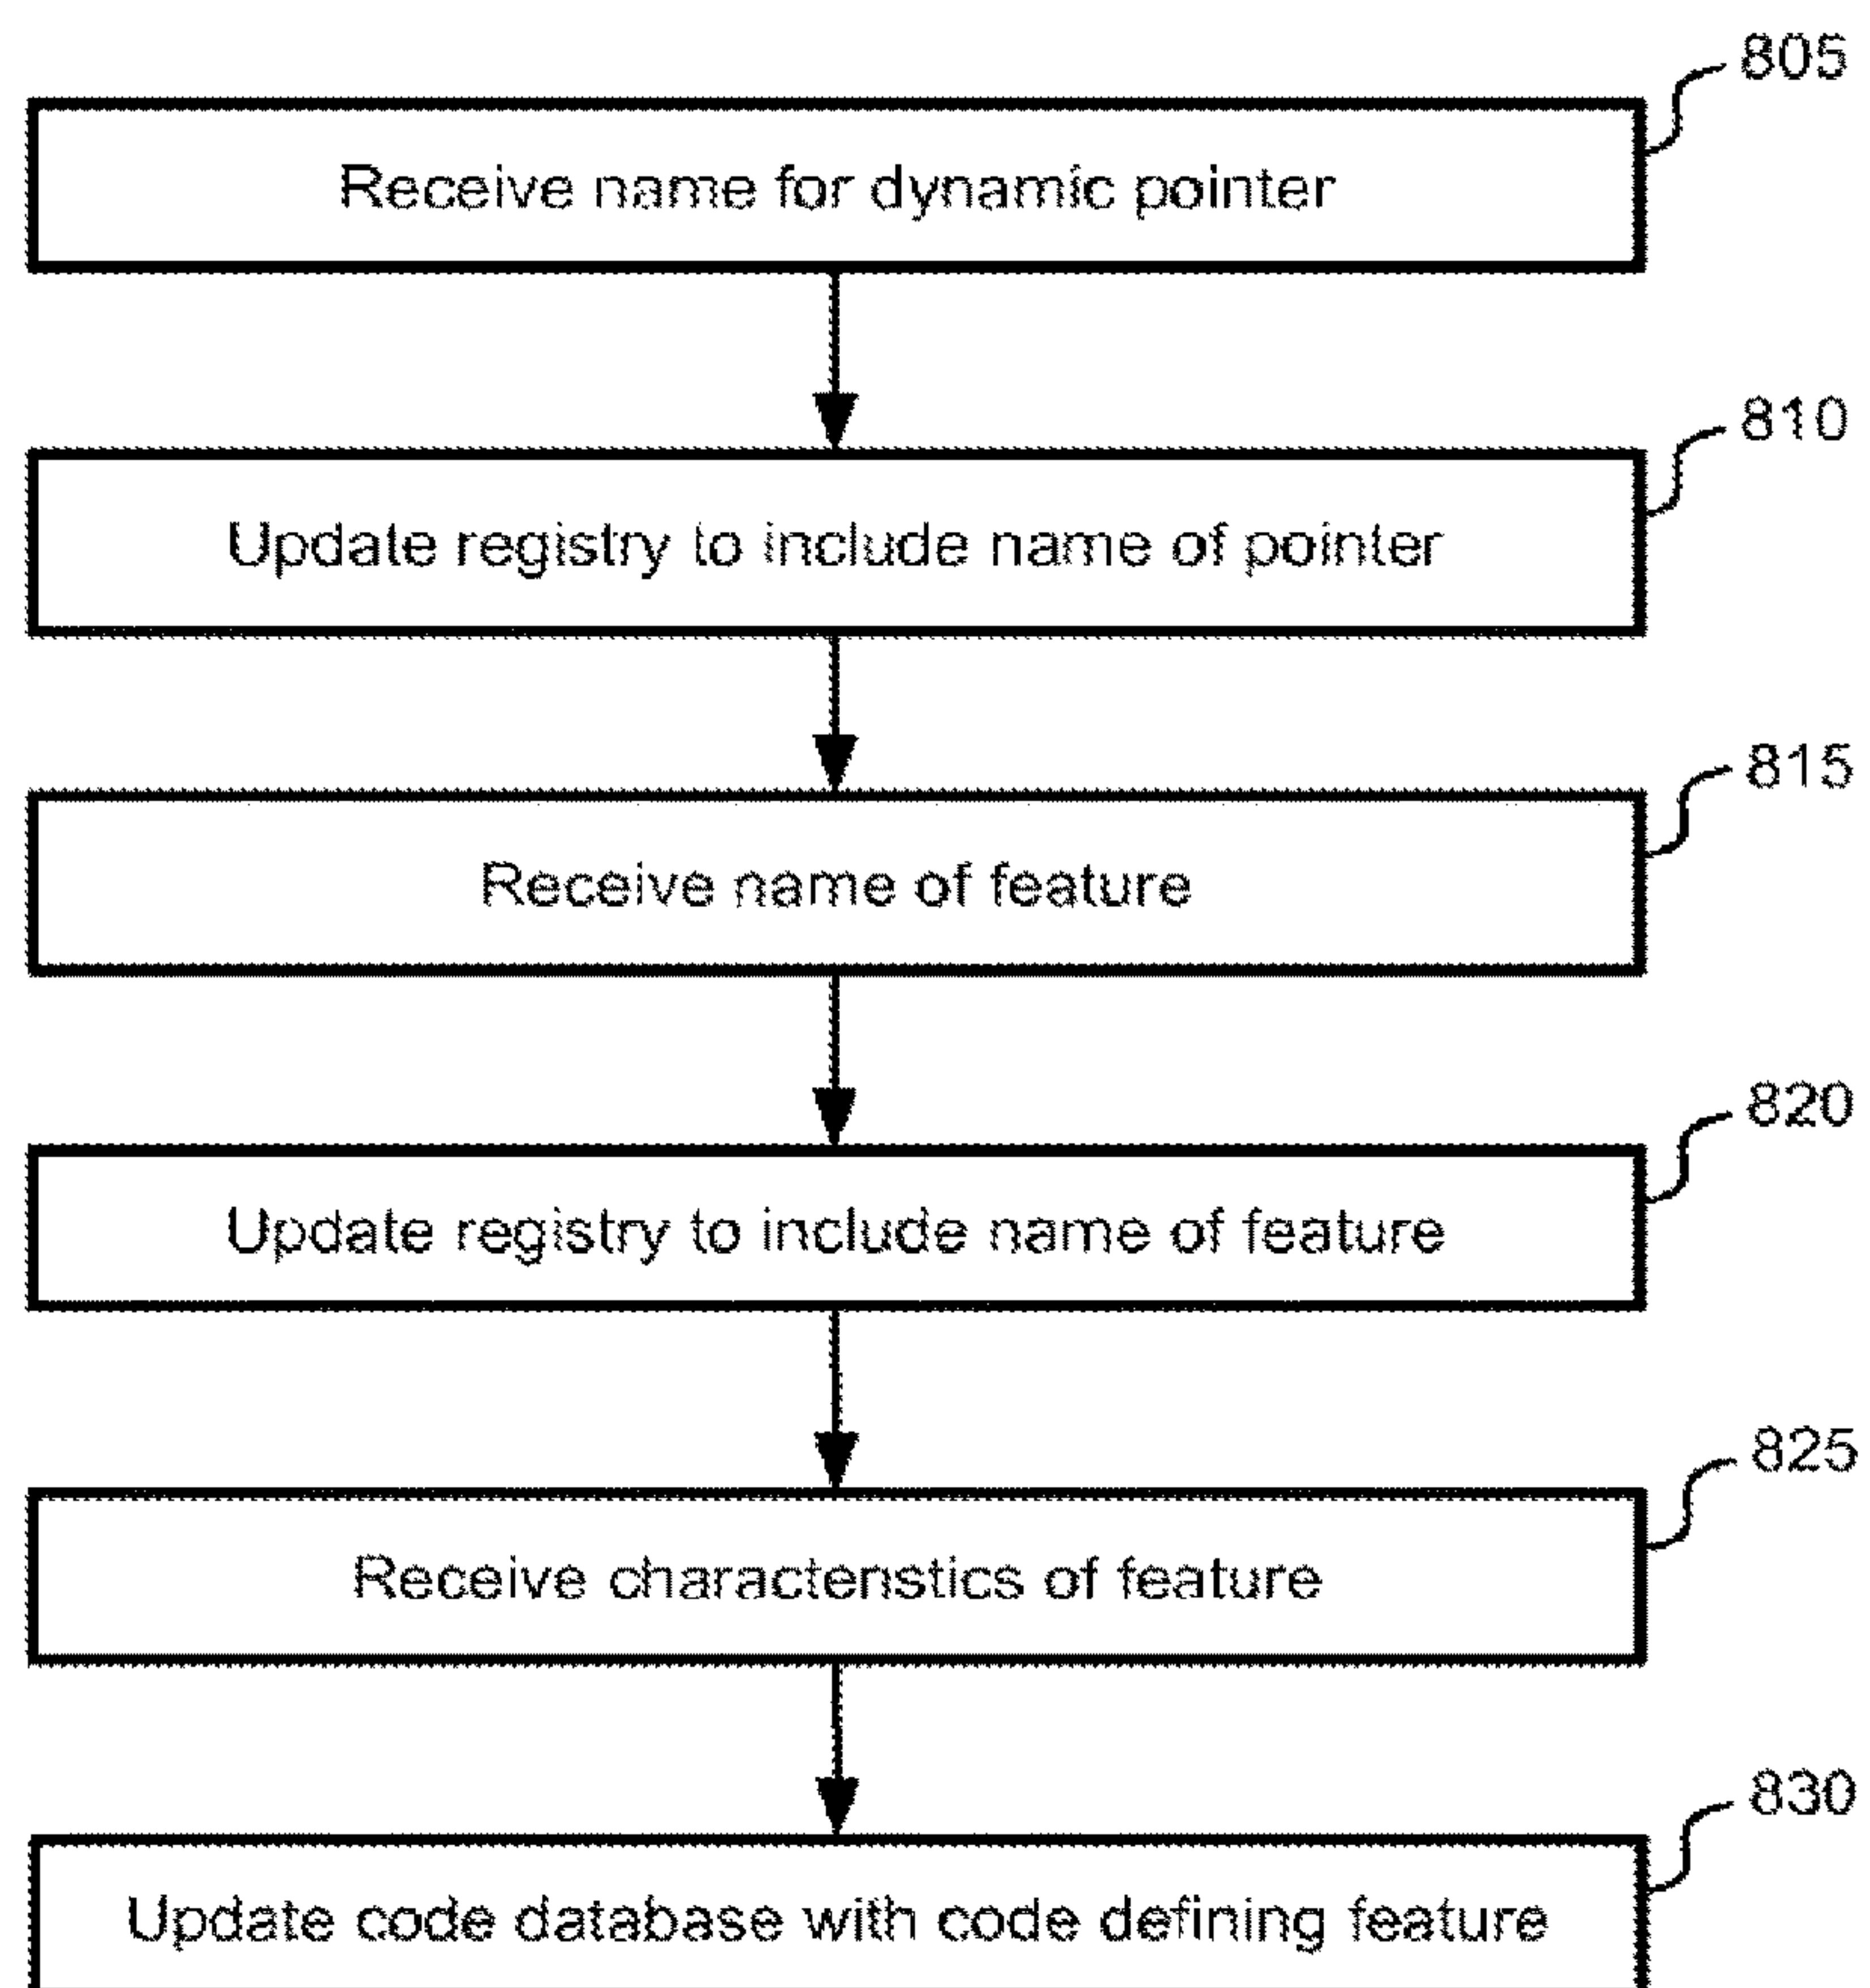 805
Receive name for dynamic pointer
810
Update registry to include name of pointer
815
Receive name of feature
820
Update registry to include name of feature
825
Receive characteristics of feature
830
Update code database with code defining feature